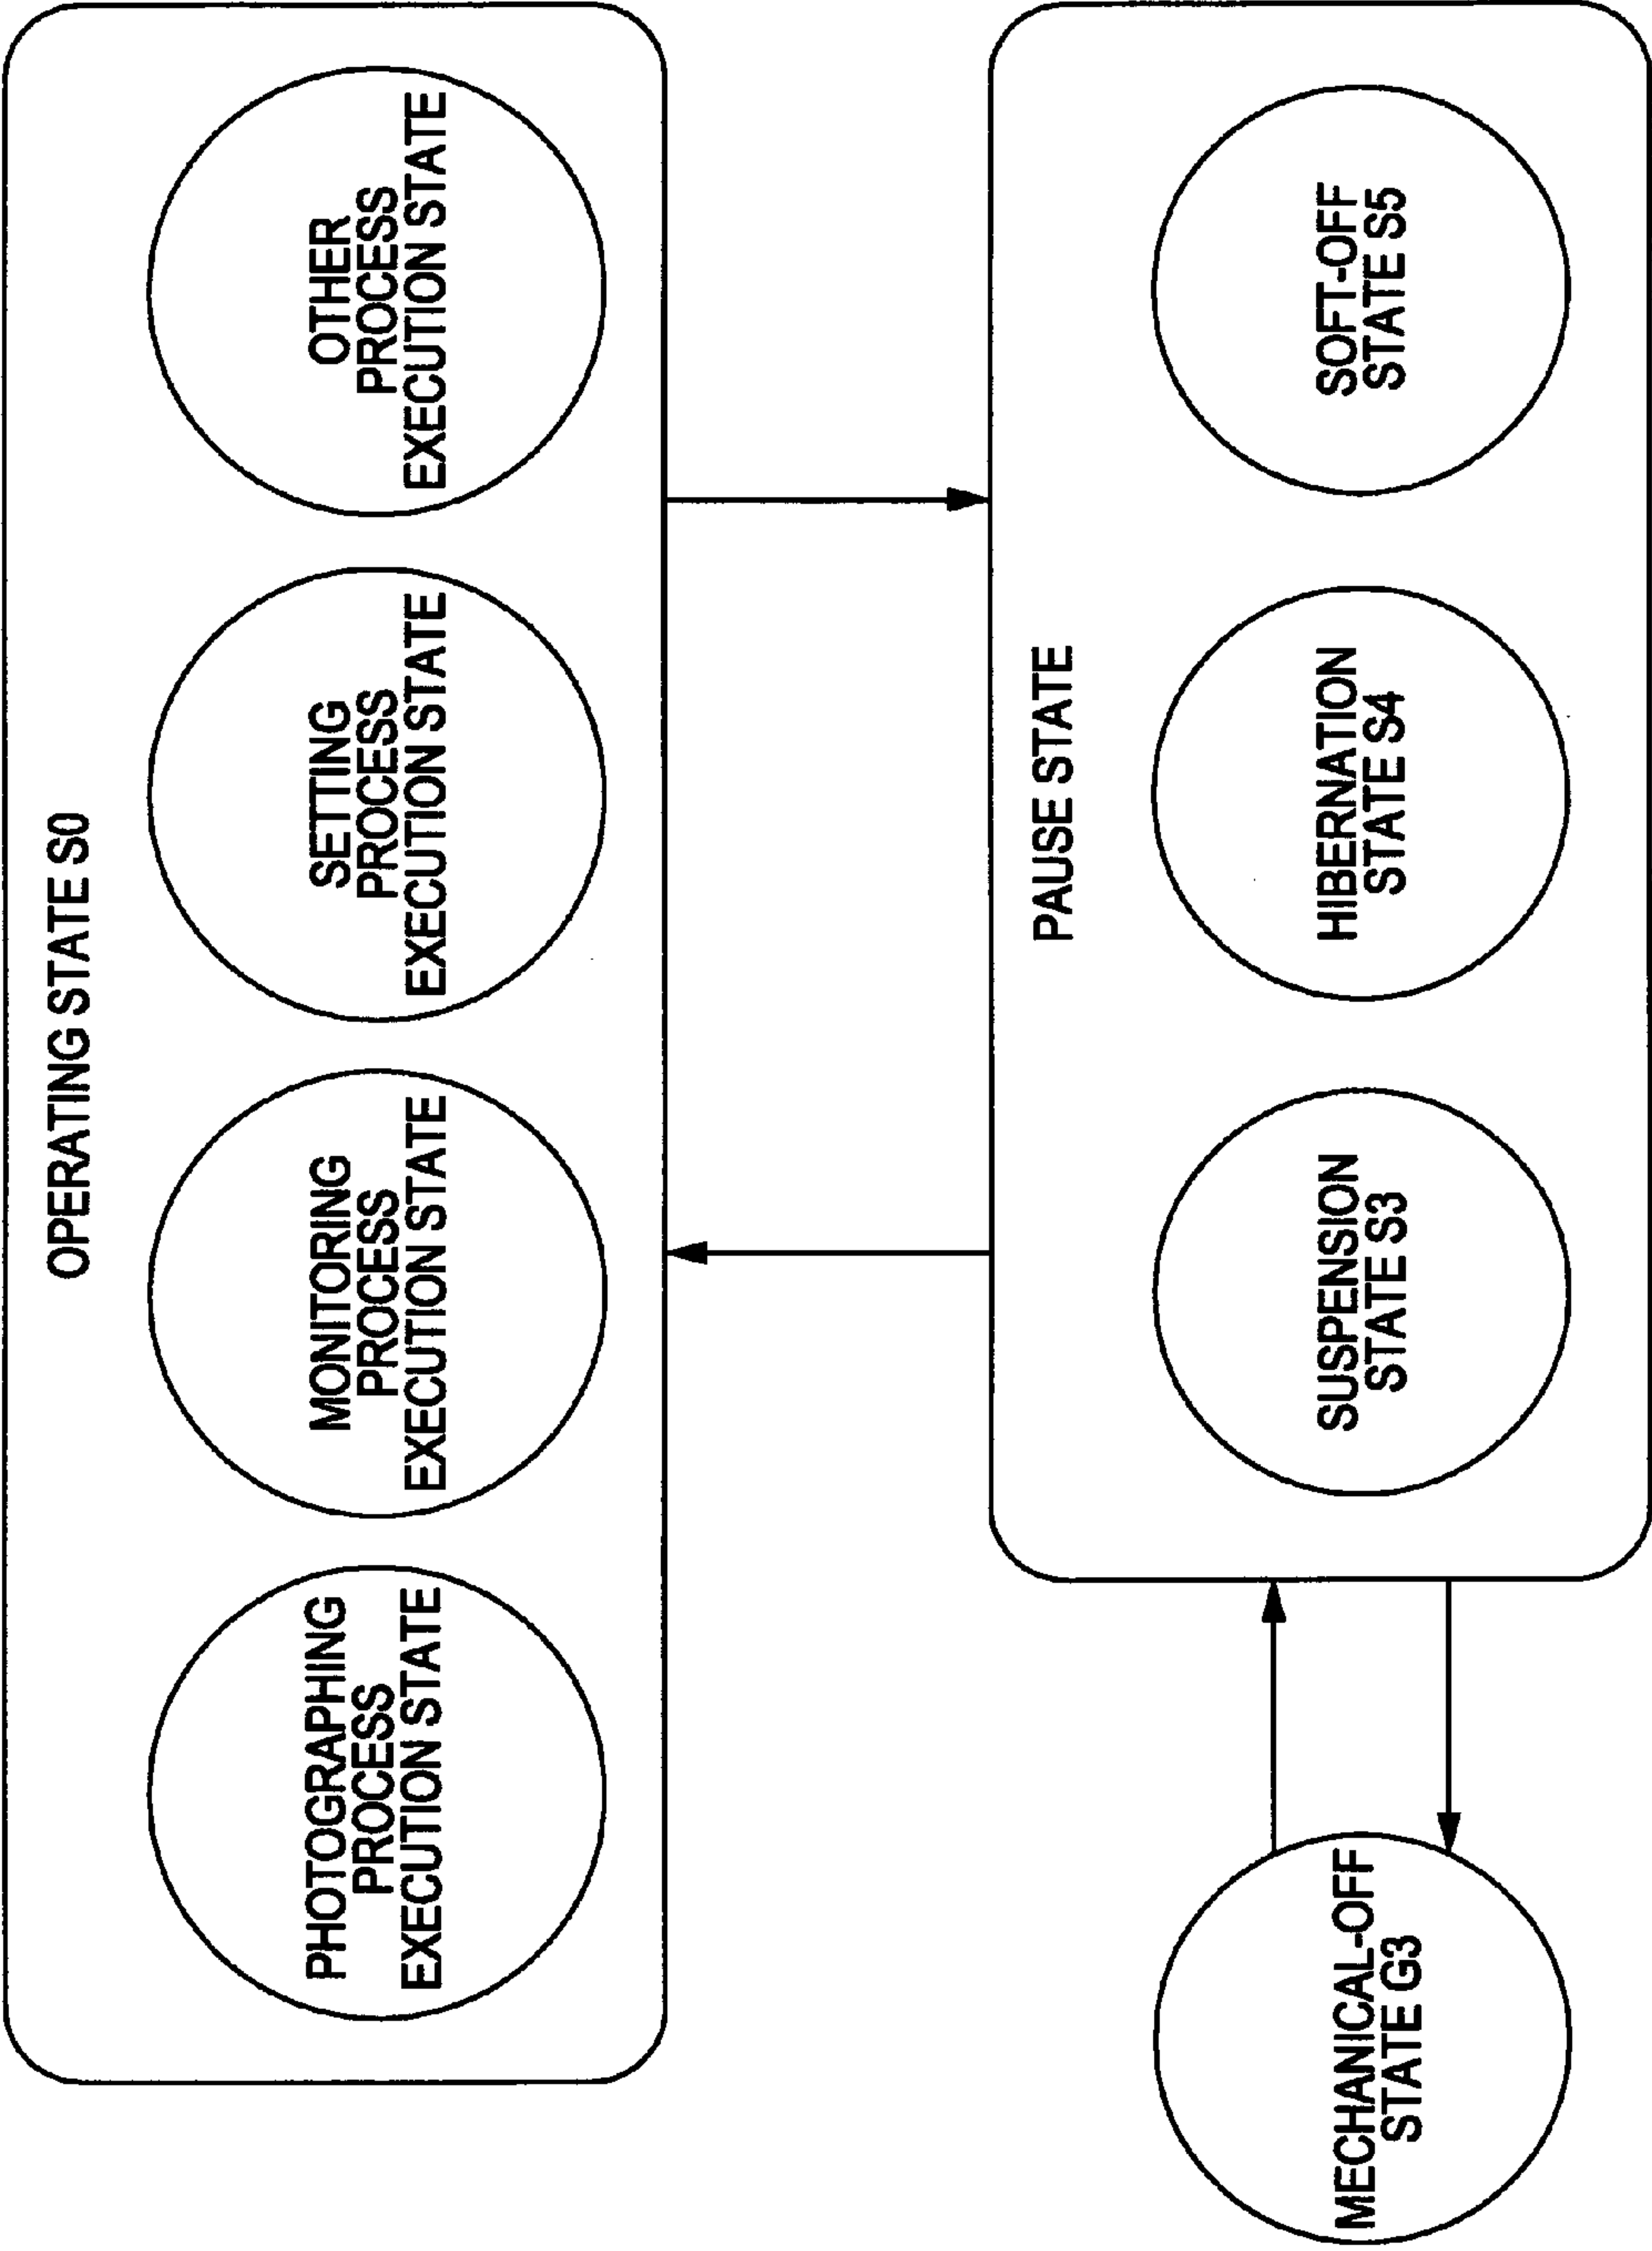 OPERATING STATE S0
PHOTOGRAPHING
PROCESS
EXECUTION STATE
MONITORING
PROCESS
EXECUTION STATE
SETTING
PROCESS
EXECUTION STATE
OTHER
PROCESS
EXECUTION STATE
PAUSE STATE
MECHANICAL-OFF
STATE G3
SUSPENSION
STATE S3
HIBERNATION
STATE S4
SOFT-OFF
STATE S5